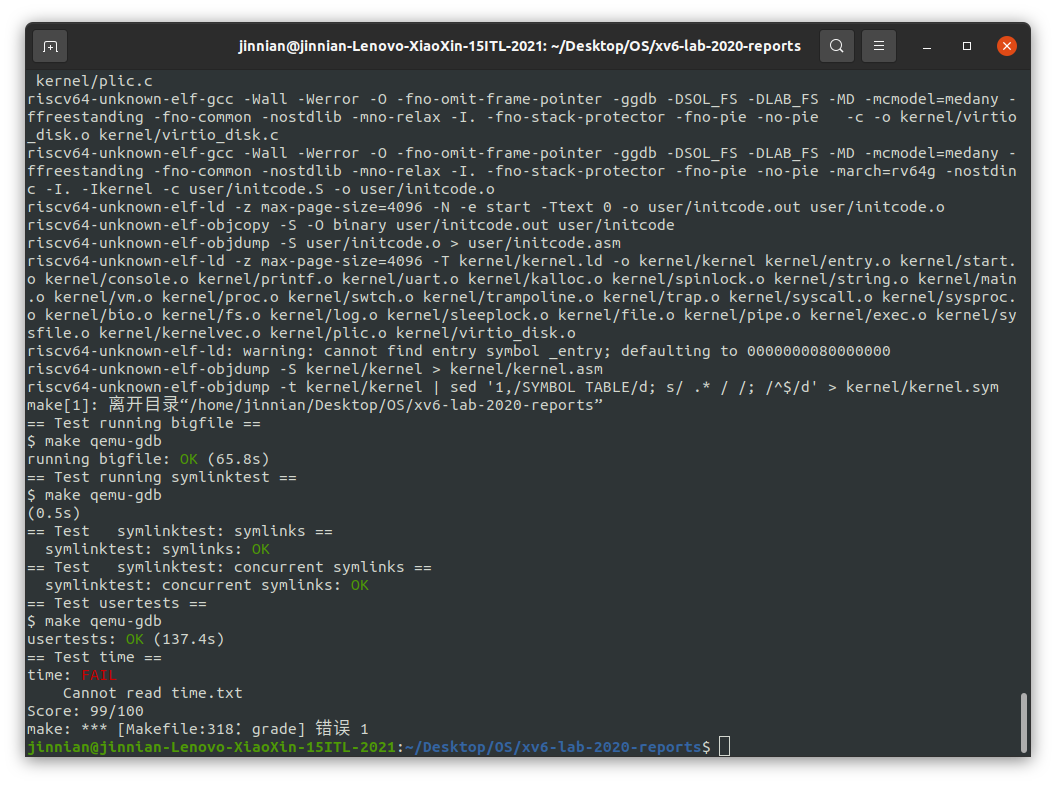 jinnian@jinnian-Lenovo-XiaoXin-15ITL-2021: ~/Desktop/OS/xv6-lab-2020-reports
 kernel/plic.c
riscv64-unknown-elf-gcc -Wall -Werror -O -fno-omit-frame-pointer -ggdb -DSOL_FS -DLAB_FS -MD -mcmodel=medany -
ffreestanding -fno-common -nostdlib -mno-relax -I. -fno-stack-protector -fno-pie -no-pie   -c -o kernel/virtio
_disk.o kernel/virtio_disk.c
riscv64-unknown-elf-gcc -Wall -Werror -O -fno-omit-frame-pointer -ggdb -DSOL_FS -DLAB_FS -MD -mcmodel=medany -
ffreestanding -fno-common -nostdlib -mno-relax -I. -fno-stack-protector -fno-pie -no-pie -march=rv64g -nostdin
c -I. -Ikernel -c user/initcode.S -o user/initcode.o
riscv64-unknown-elf-ld -z max-page-size=4096 -N -e start -Ttext 0 -o user/initcode.out user/initcode.o
riscv64-unknown-elf-objcopy -S -O binary user/initcode.out user/initcode
riscv64-unknown-elf-objdump -S user/initcode.o > user/initcode.asm
riscv64-unknown-elf-ld -z max-page-size=4096 -T kernel/kernel.ld -o kernel/kernel kernel/entry.o kernel/start.
o kernel/console.o kernel/printf.o kernel/uart.o kernel/kalloc.o kernel/spinlock.o kernel/string.o kernel/main
.o kernel/vm.o kernel/proc.o kernel/swtch.o kernel/trampoline.o kernel/trap.o kernel/syscall.o kernel/sysproc.
o kernel/bio.o kernel/fs.o kernel/log.o kernel/sleeplock.o kernel/file.o kernel/pipe.o kernel/exec.o kernel/sy
sfile.o kernel/kernelvec.o kernel/plic.o kernel/virtio_disk.o
riscv64-unknown-elf-ld: warning: cannot find entry symbol _entry; defaulting to 0000000080000000
riscv64-unknown-elf-objdump -S kernel/kernel > kernel/kernel.asm
riscv64-unknown-elf-objdump -t kernel/kernel | sed '1,/SYMBOL TABLE/d; s/ .* / /; /^$/d' > kernel/kernel.sym
make[1]: 离开目录“/home/jinnian/Desktop/OS/xv6-lab-2020-reports”
== Test running bigfile ==
$ make qemu-gdb
running bigfile: OK (65.8s)
== Test running symlinktest ==
$ make qemu-gdb
(0.5s)
== Test   symlinktest: symlinks ==
  symlinktest: symlinks: OK
== Test   symlinktest: concurrent symlinks ==
  symlinktest: concurrent symlinks: OK
== Test usertests ==
$ make qemu-gdb
usertests: OK (137.4s)
== Test time ==
time: FAIL
    Cannot read time.txt
Score: 99/100
make: *** [Makefile:318：grade] 错误 1
jinnian@jinnian-Lenovo-XiaoXin-15ITL-2021:~/Desktop/OS/xv6-lab-2020-reports$